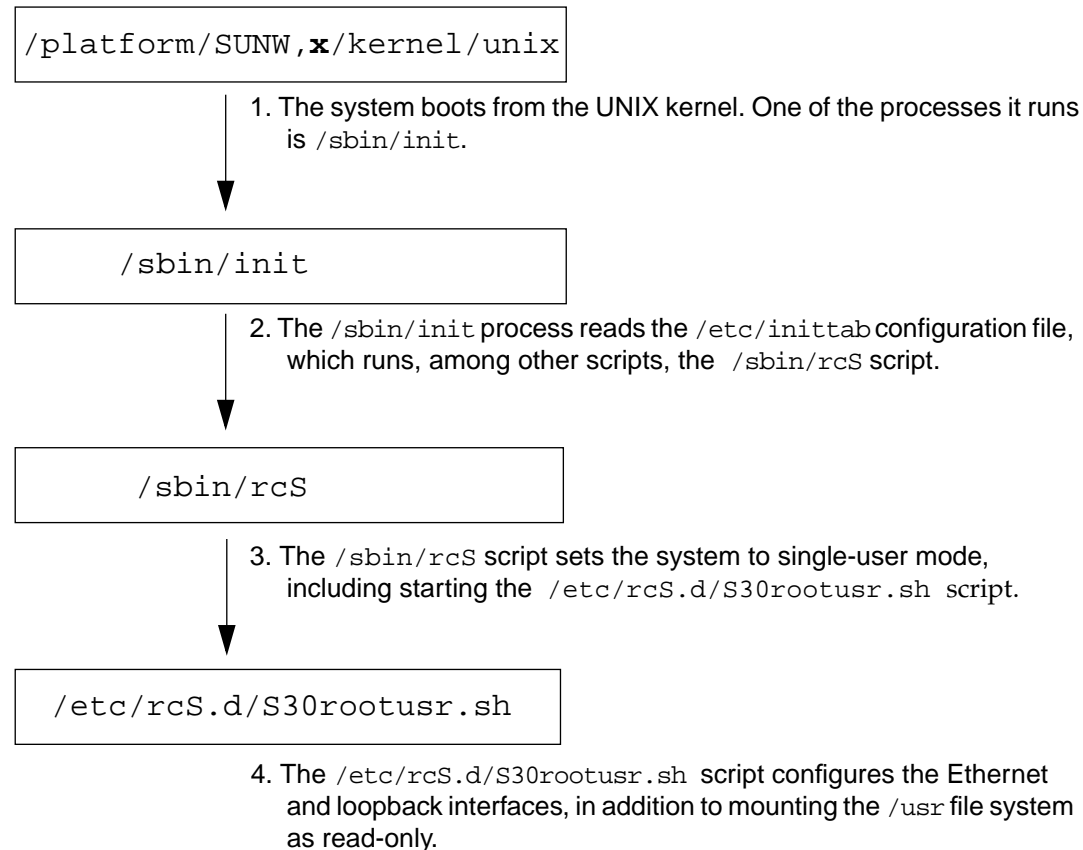 /platform/SUNW,x/kernel/unix
1. The system boots from the UNIX kernel. One of the processes it runs
is /sbin/init.
/sbin/init
2. The /sbin/init process reads the /etc/inittab configuration file,
which runs, among other scripts, the /sbin/rcS script.
/sbin/rcS
3. The /sbin/rcS script sets the system to single-user mode,
including starting the /etc/rcS.d/S30rootusr.sh script.
/etc/rcS.d/S30rootusr.sh
4. The /etc/rcS.d/S30rootusr.sh script configures the Ethernet
and loopback interfaces, in addition to mounting the /usr file system
as read-only.